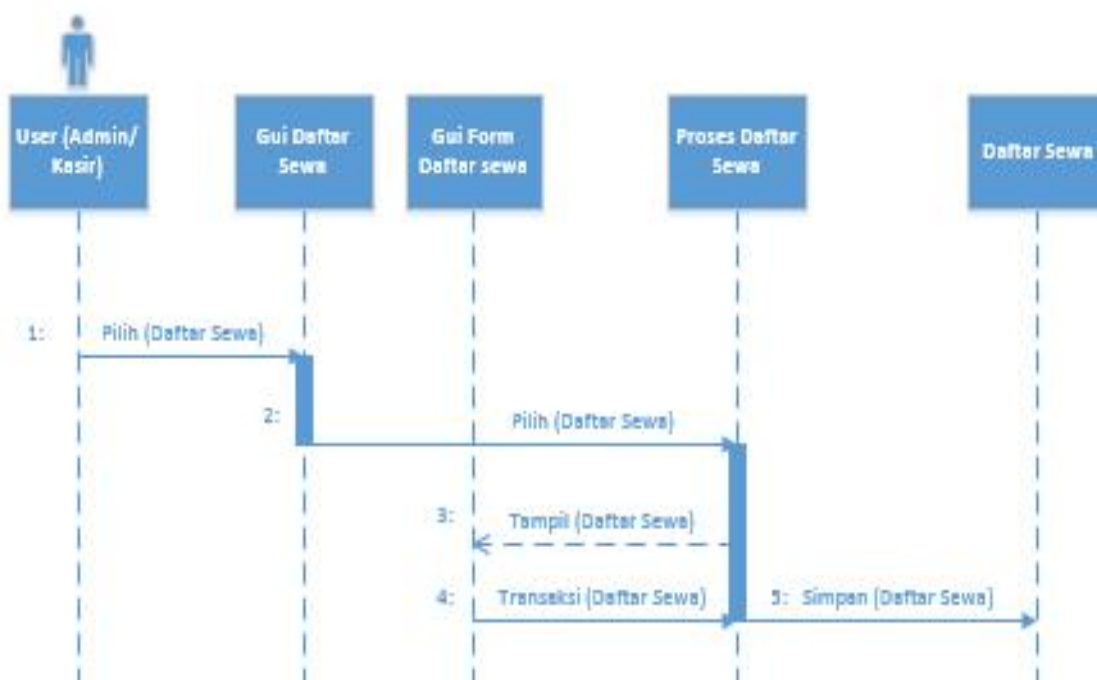 User (Admin/
Kasir)
Gui Daftar
Sewa
Gui Form
Daftar sewa
Proses Daftar
Sewa
Daftar Sewa
1: Pilih (Daftar Sewa)
2: Pilih (Daftar Sewa)
3: Tampil (Daftar Sewa)
4: Transaksi (Daftar Sewa)
5: Simpan (Daftar Sewa)